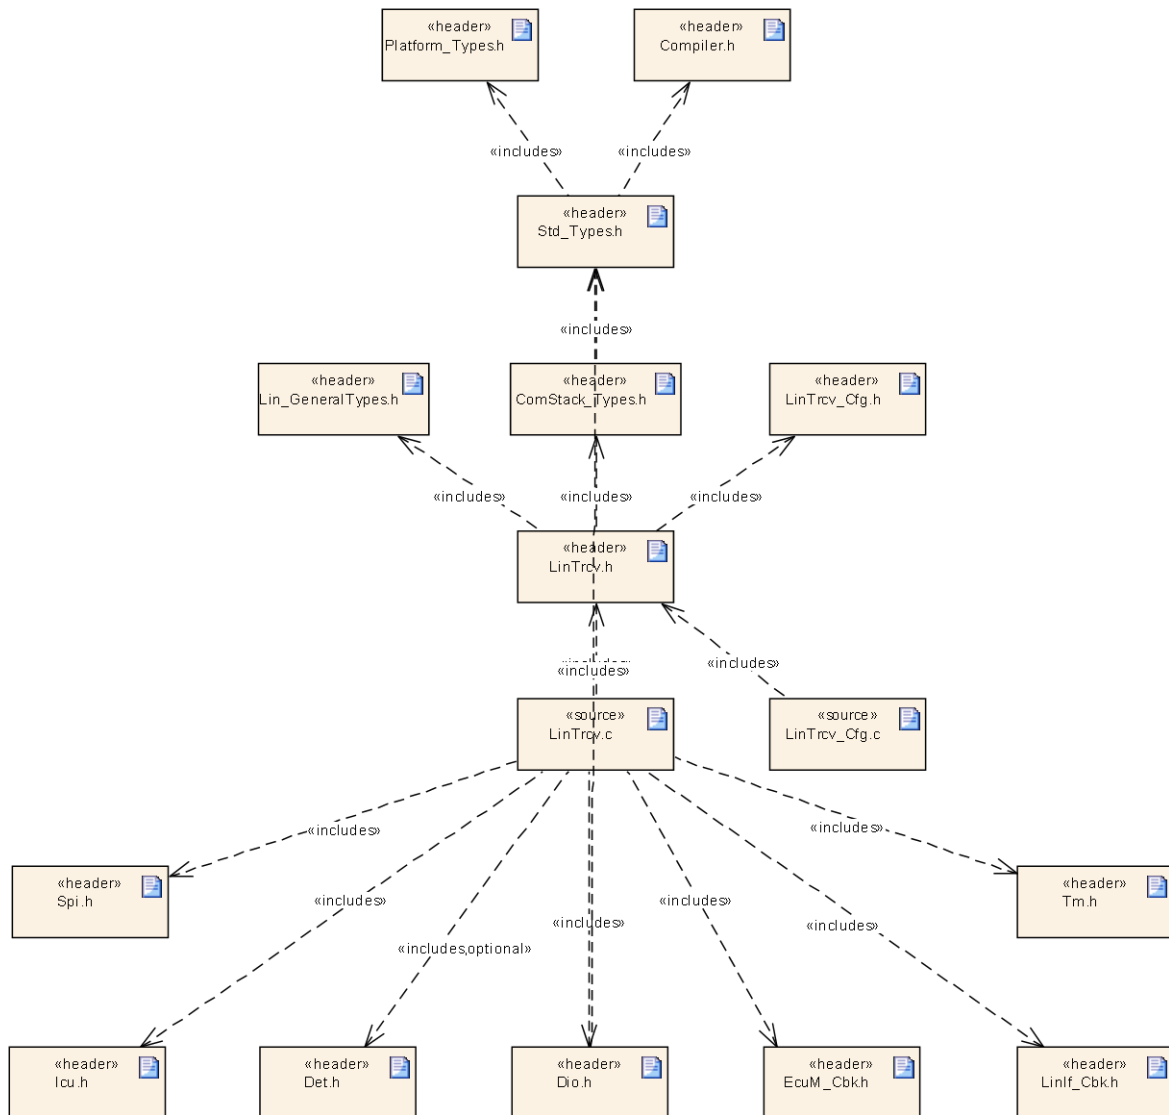 «header»
Platform_Types.h
«header»
Compiler.h
«includes»
«includes»
«header»
Std_Types.h
«includes»
«header»
Lin_GeneralTypes.h
«header»
ComStack_Types.h
«header»
LinTrcv_Cfg.h
«includes»
«includes»
«includes»
«header»
LinTrcv.h
«includes»
«includes»
«includes»
«source»
LinTrcv.c
«source»
LinTrcv_Cfg.c
«includes»
«includes»
«header»
Spi.h
«header»
Tm.h
«includes»
«includes,optional»
«includes»
«includes»
«includes»
«header»
Icu.h
«header»
Det.h
«header»
Dio.h
«header»
EcuM_Cbk.h
«header»
LinIf_Cbk.h